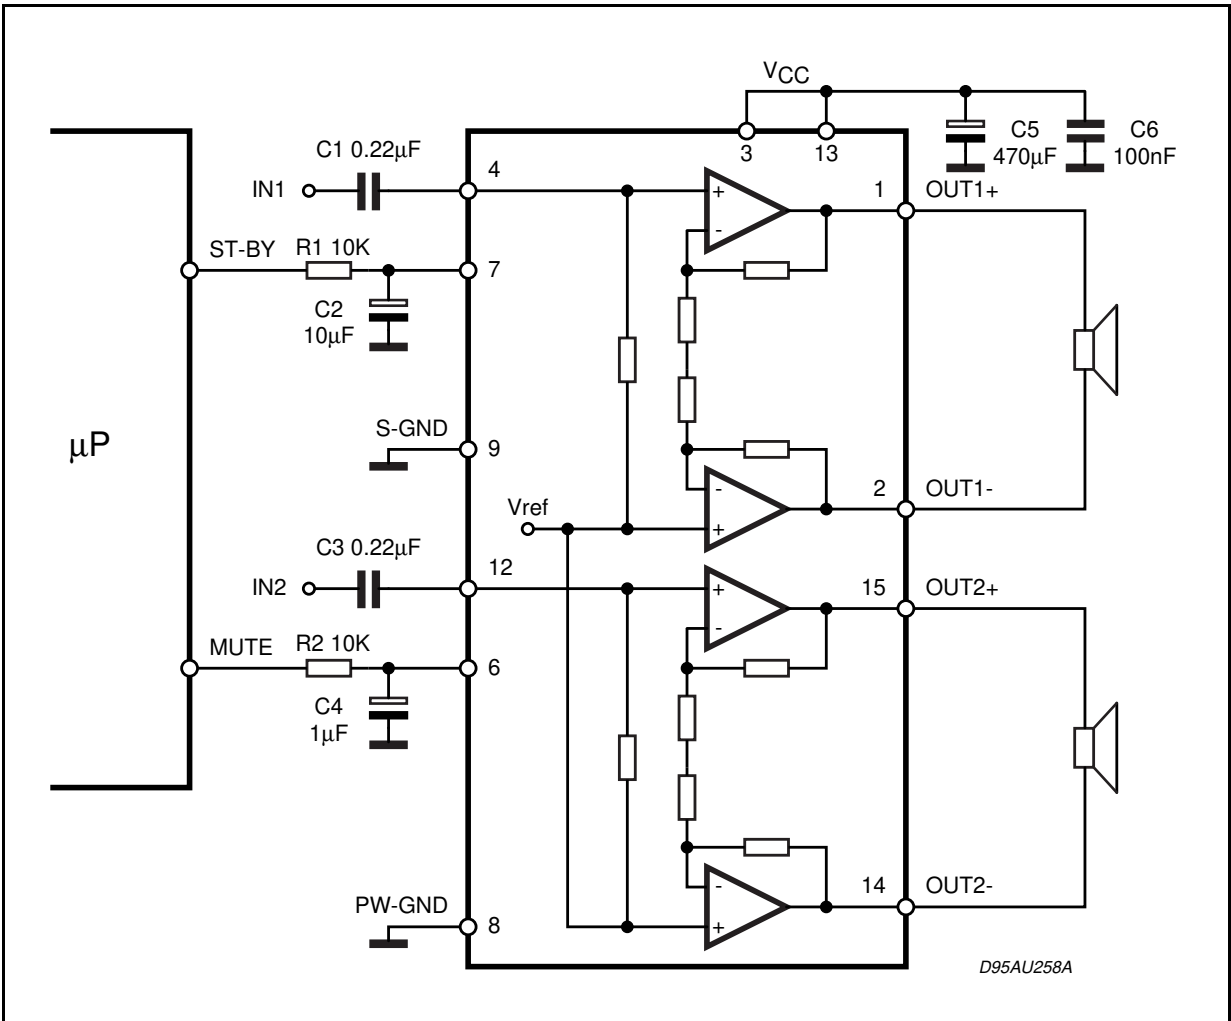 VCC
C1 0.22µF
IN1
4
3
13
C5
470µF
C6
100nF
1
OUT1+
+
-
ST-BY
R1 10K
7
C2
10µF
µP
S-GND
9
-
+
2
OUT1-
Vref
C3 0.22µF
IN2
12
+
-
15
OUT2+
MUTE
R2 10K
6
C4
1µF
-
+
14
OUT2-
PW-GND
8
D95AU258A